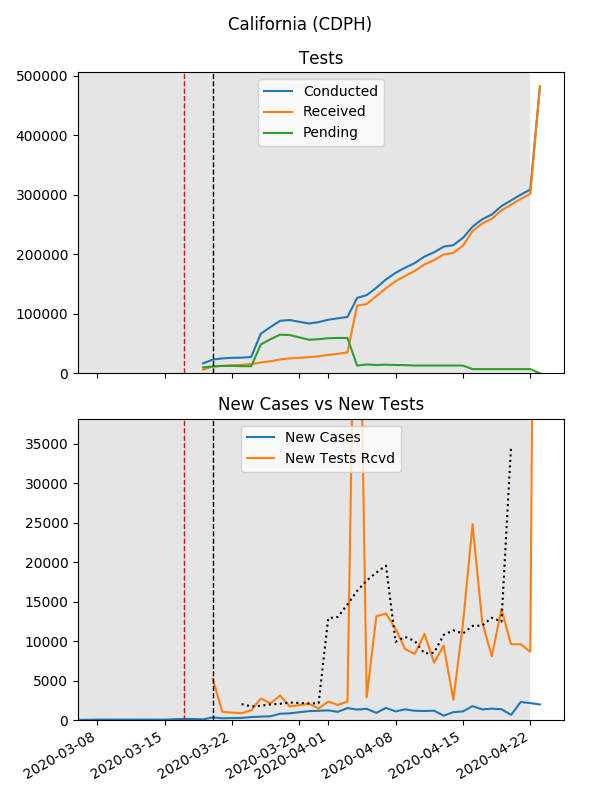 California (CDPH)
Tests
500000
400000
300000
200000
100000
0
Conducted
Received
Pending
New Cases vs New Tests
35000
30000
25000
20000
15000
10000
5000
0
New Cases
New Tests Rcvd
2020-03-08
2020-03-15
2020-03-22
2020-03-29
2020-04-01
2020-04-08
2020-04-15
2020-04-22